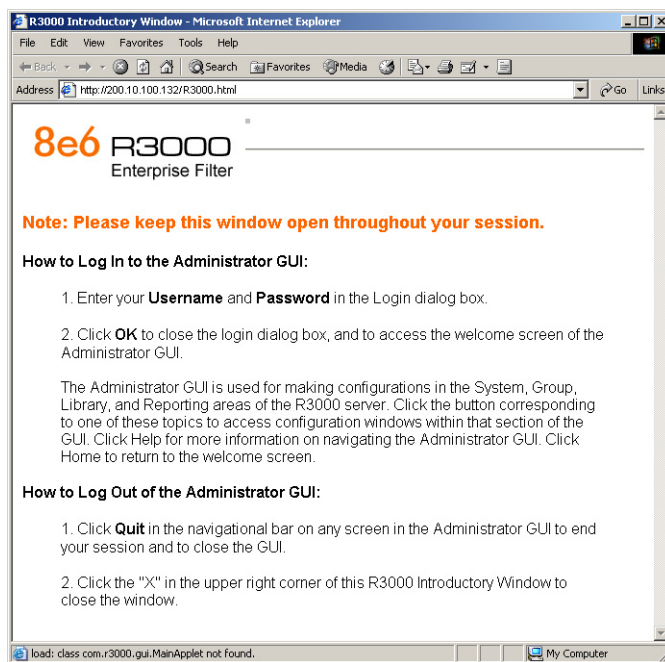 R3000 Introductory Window - Microsoft Internet Explorer
File Edit View Favorites Tools Help
Back Search Favorites Media
Address http://200.10.100.132/R3000.html Go Links
8e6 R3000
Enterprise Filter
Note: Please keep this window open throughout your session.
How to Log In to the Administrator GUI:
1. Enter your Username and Password in the Login dialog box.
2. Click OK to close the login dialog box, and to access the welcome screen of the
Administrator GUI.
The Administrator GUI is used for making configurations in the System, Group,
Library, and Reporting areas of the R3000 server. Click the button corresponding
to one of these topics to access configuration windows within that section of the
GUI. Click Help for more information on navigating the Administrator GUI. Click
Home to return to the welcome screen.
How to Log Out of the Administrator GUI:
1. Click Quit in the navigational bar on any screen in the Administrator GUI to end
your session and to close the GUI.
2. Click the "X" in the upper right corner of this R3000 Introductory Window to
close the window.
load: class com.r3000.gui.MainApplet not found. My Computer